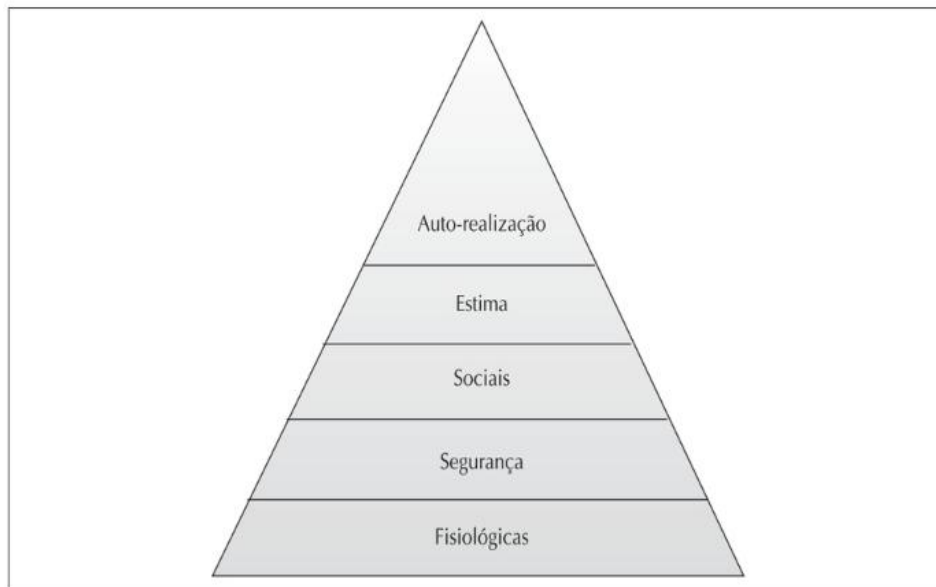 Auto-realização
Estima
Sociais
Segurança
Fisiológicas